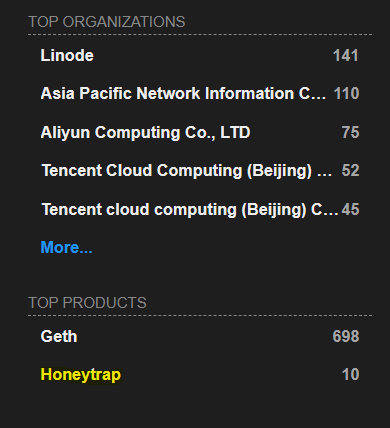 TOP ORGANIZATIONS
Linode 141
Asia Pacific Network Information C... 110
Aliyun Computing Co., LTD 75
Tencent Cloud Computing (Beijing) ... 52
Tencent cloud computing (Beijing) C... 45
More...
TOP PRODUCTS
Geth 698
Honeytrap 10